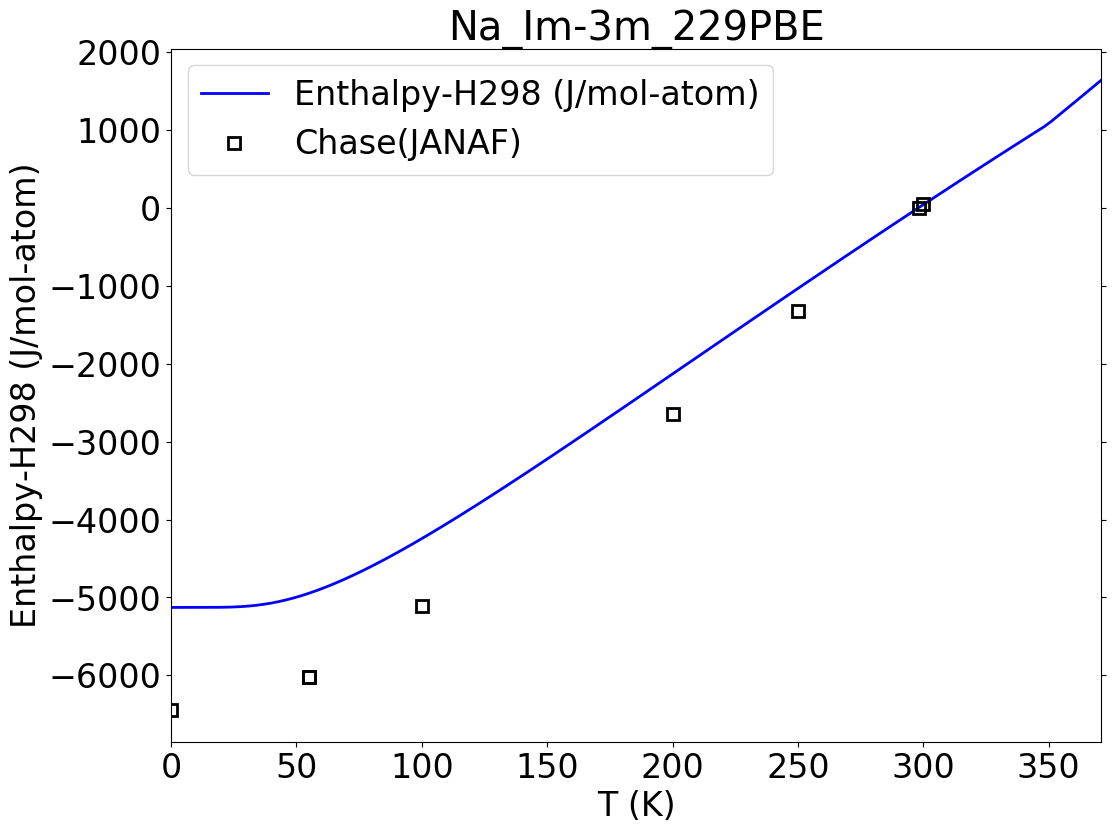 Na_Im-3m_229PBE
Enthalpy-H298 (J/mol-atom)
Chase(JANAF)
Enthalpy-H298 (J/mol-atom)
2000
1000
0
−1000
−2000
−3000
−4000
−5000
−6000
0 50 100 150 200 250 300 350
T (K)